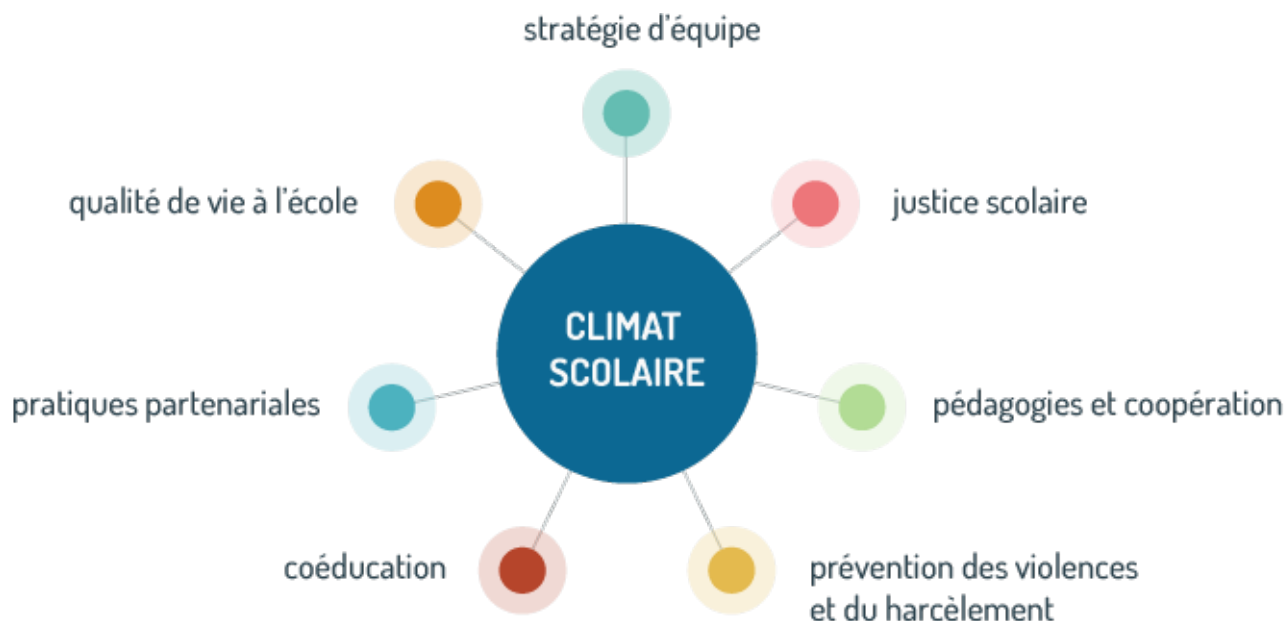 stratégie d'équipe
qualité de vie à l'école
justice scolaire
CLIMAT
SCOLAIRE
pratiques partenariales
pédagogies et coopération
coéducation
prévention des violences
et du harcèlement